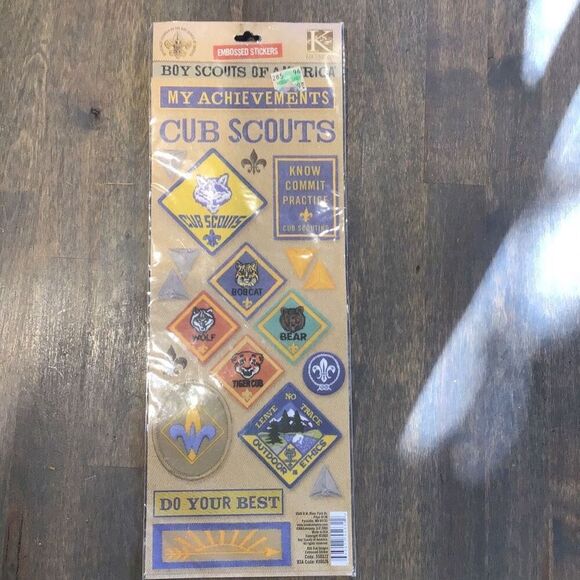 EMBOSSED STICKERS
K
BOY SCOUTS OF AMERICA
MY ACHIEVEMENTS
CUB SCOUTS
CUB SCOUTS
KNOW
COMMIT
PRACTICE
CUB SCOUTING
BOBCAT
WOLF
BEAR
TIGER CUB
LEAVE NO TRACE
OUTDOOR ETHICS
DO YOUR BEST